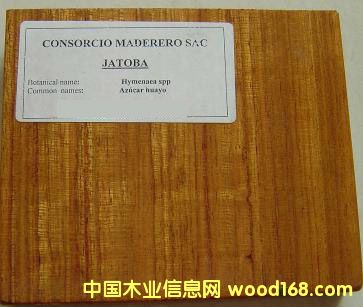 CONSORCIO MADERERO SAC
JATOBA
Botanical name: Hymenaea spp
Common names: Azúcar huayo
中国木业信息网 wood168.com